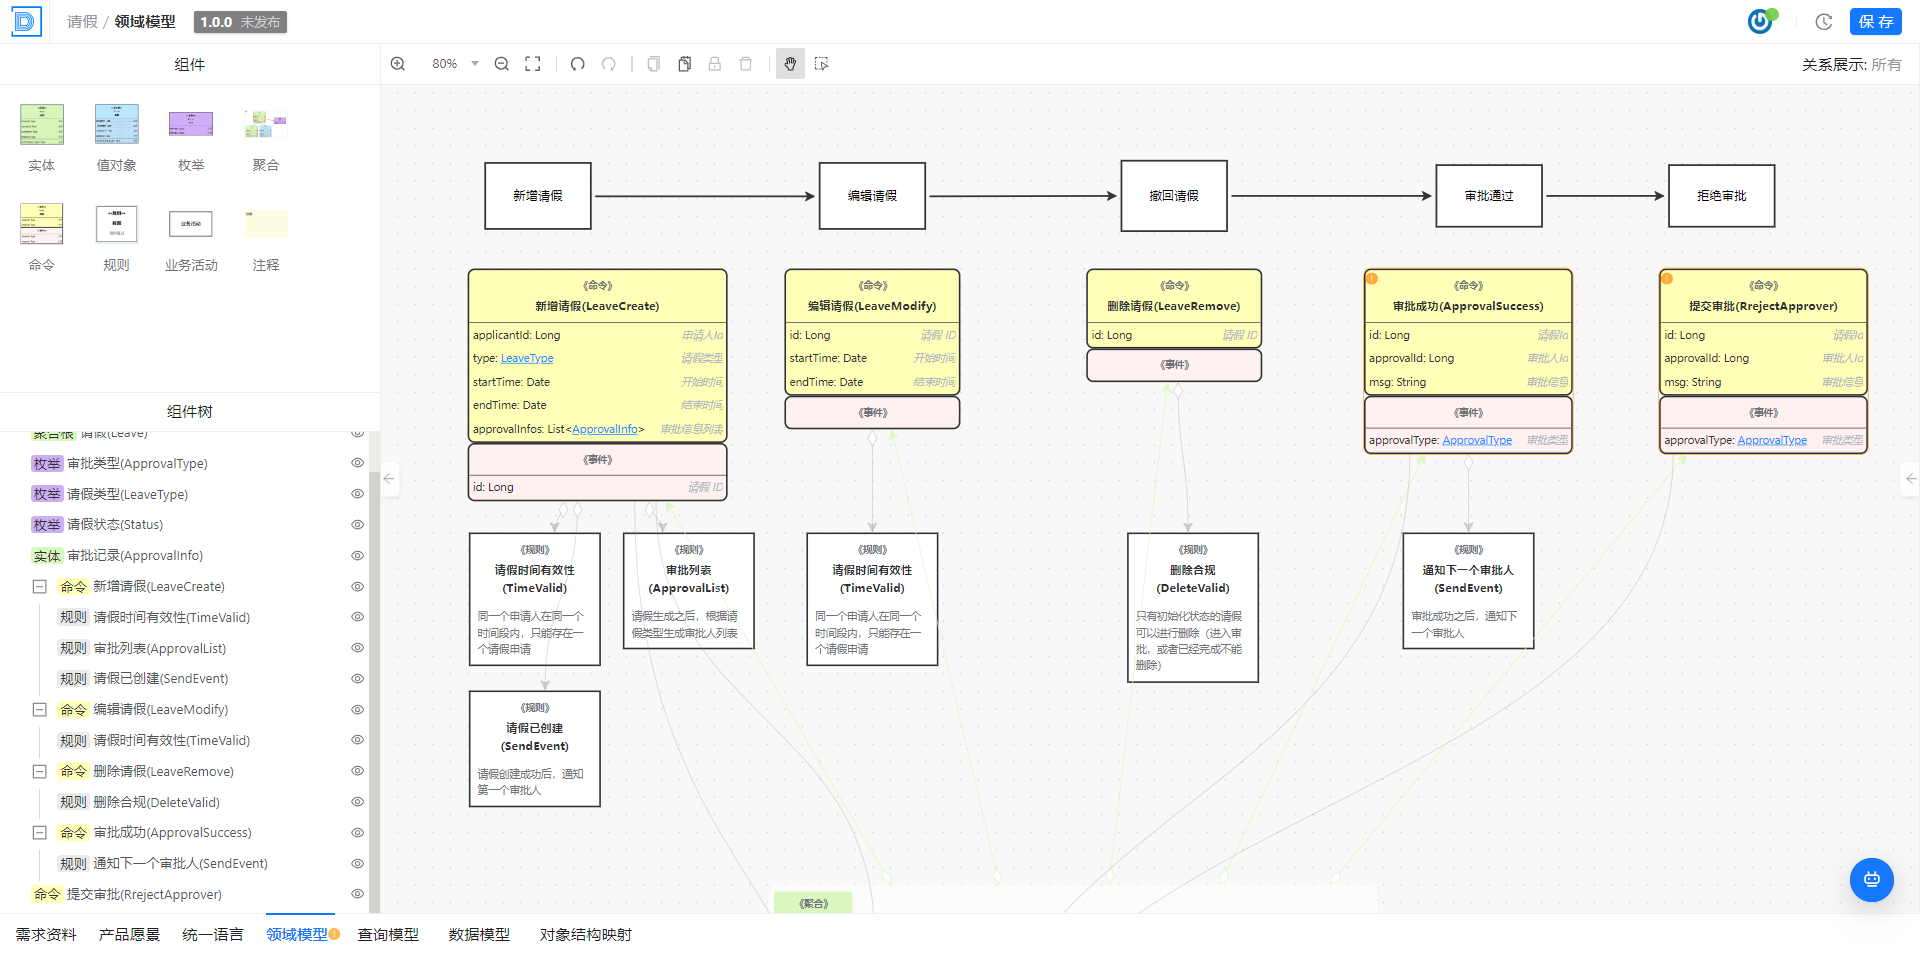 请假 / 领域模型 1.0.0 未发布
保 存
组件
80%
关系展示: 所有
实体
值对象
枚举
聚合
命令
规则
业务活动
注释
组件树
聚合根 请假(Leave)
枚举 审批类型(ApprovalType)
枚举 请假类型(LeaveType)
枚举 请假状态(Status)
实体 审批记录(ApprovalInfo)
命令 新增请假(LeaveCreate)
规则 请假时间有效性(TimeValid)
规则 审批列表(ApprovalList)
规则 请假已创建(SendEvent)
命令 编辑请假(LeaveModify)
规则 请假时间有效性(TimeValid)
命令 删除请假(LeaveRemove)
规则 删除合规(DeleteValid)
命令 审批成功(ApprovalSuccess)
规则 通知下一个审批人(SendEvent)
命令 提交审批(RrejectApprover)
新增请假
编辑请假
撤回请假
审批通过
拒绝审批
《命令》
新增请假(LeaveCreate)
applicantId: Long 申请人Id
type: LeaveType 请假类型
startTime: Date 开始时间
endTime: Date 结束时间
approvalInfos: List<ApprovalInfo> 审批信息列表
《事件》
id: Long 请假 ID
《命令》
编辑请假(LeaveModify)
id: Long 请假 ID
startTime: Date 开始时间
endTime: Date 结束时间
《事件》
《命令》
删除请假(LeaveRemove)
id: Long 请假 ID
《事件》
《命令》
审批成功(ApprovalSuccess)
id: Long 请假Id
approvalId: Long 审批人Id
msg: String 审批信息
《事件》
approvalType: ApprovalType 审批类型
《命令》
提交审批(RrejectApprover)
id: Long 请假Id
approvalId: Long 审批人Id
msg: String 审批信息
《事件》
approvalType: ApprovalType 审批类型
《规则》
请假时间有效性
(TimeValid)
同一个申请人在同一个
时间段内，只能存在一
个请假申请
《规则》
审批列表
(ApprovalList)
请假生成之后，根据请
假类型生成审批人列表
《规则》
请假时间有效性
(TimeValid)
同一个申请人在同一个
时间段内，只能存在一
个请假申请
《规则》
删除合规
(DeleteValid)
只有初始化状态的请假
可以进行删除（进入审
批，或者已经完成不能
删除）
《规则》
通知下一个审批人
(SendEvent)
审批成功之后，通知下
一个审批人
《规则》
请假已创建
(SendEvent)
请假创建成功后，通知
第一个审批人
《聚合》
需求资料
产品愿景
统一语言
领域模型
查询模型
数据模型
对象结构映射